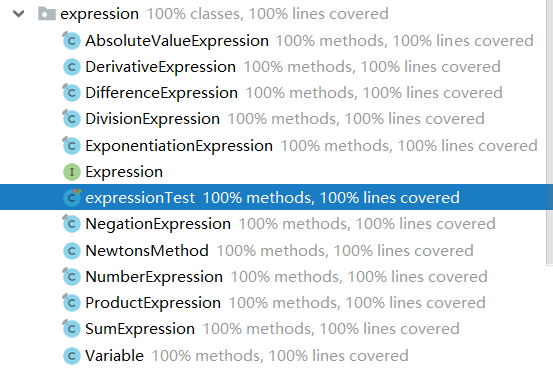 expression 100% classes, 100% lines covered
AbsoluteValueExpression 100% methods, 100% lines covered
DerivativeExpression 100% methods, 100% lines covered
DifferenceExpression 100% methods, 100% lines covered
DivisionExpression 100% methods, 100% lines covered
ExponentiationExpression 100% methods, 100% lines covered
Expression
expressionTest 100% methods, 100% lines covered
NegationExpression 100% methods, 100% lines covered
NewtonsMethod 100% methods, 100% lines covered
NumberExpression 100% methods, 100% lines covered
ProductExpression 100% methods, 100% lines covered
SumExpression 100% methods, 100% lines covered
Variable 100% methods, 100% lines covered